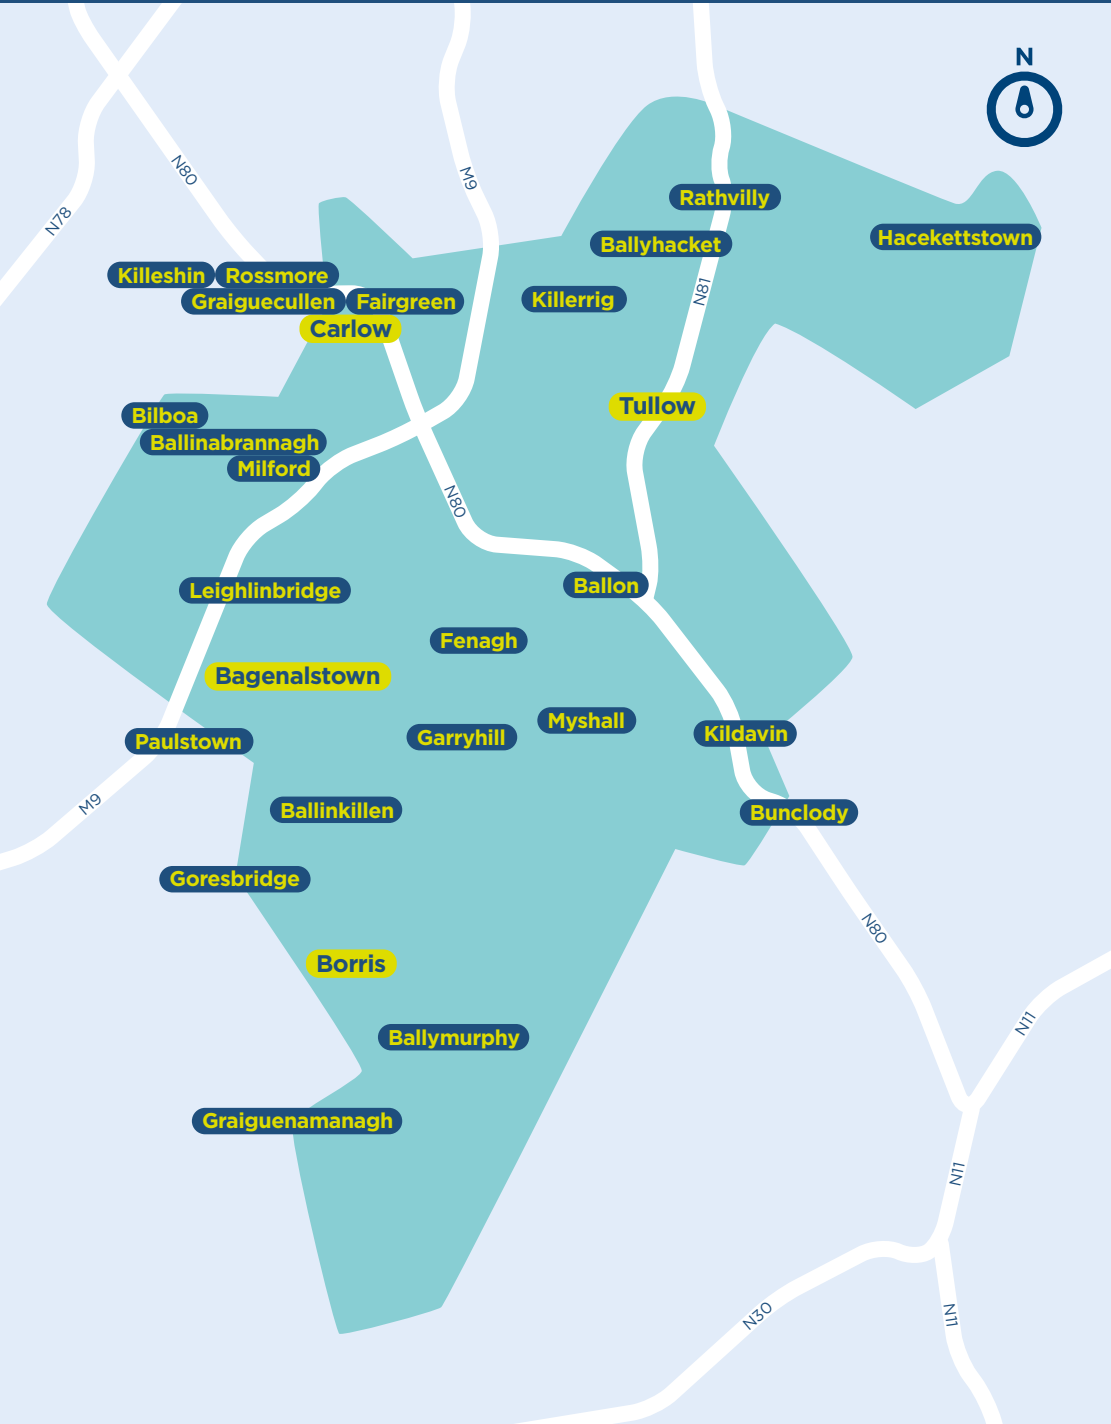 N
N80
M9
N78
Rathvilly
Hacekettstown
Ballyhacket
Killeshin
Rossmore
Graiguecullen
Fairgreen
Killerrig
N81
Carlow
Tullow
Bilboa
Ballinabrannagh
Milford
N80
Leighlinbridge
Ballon
Fenagh
Bagenalstown
Myshall
Garryhill
Kildavin
Paulstown
M9
Ballinkillen
Bunclody
Goresbridge
N80
Borris
N11
Ballymurphy
Graiguenamanagh
N11
N30
N11